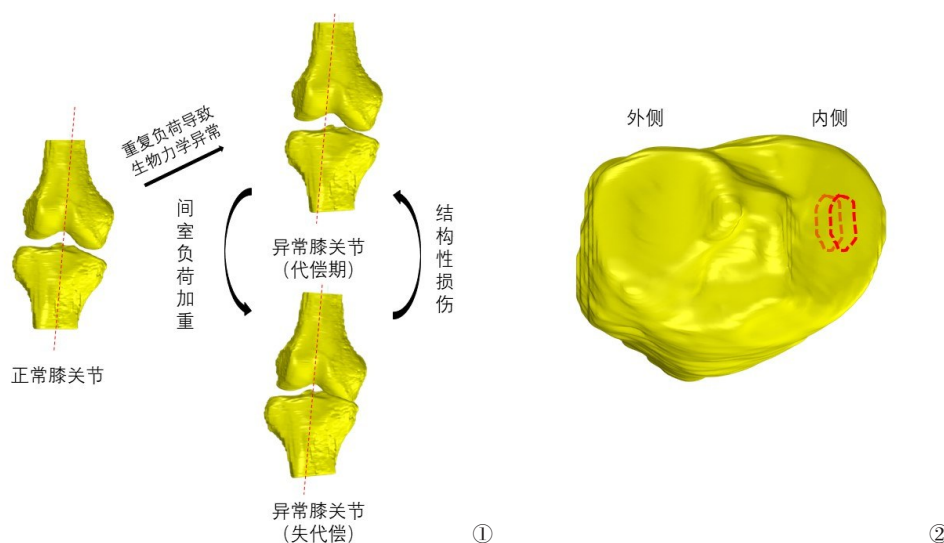 重复负荷导致
生物力学异常
间室负荷加重
结构性损伤
正常膝关节
异常膝关节
(代偿期)
异常膝关节
(失代偿)
①
外侧
内侧
②